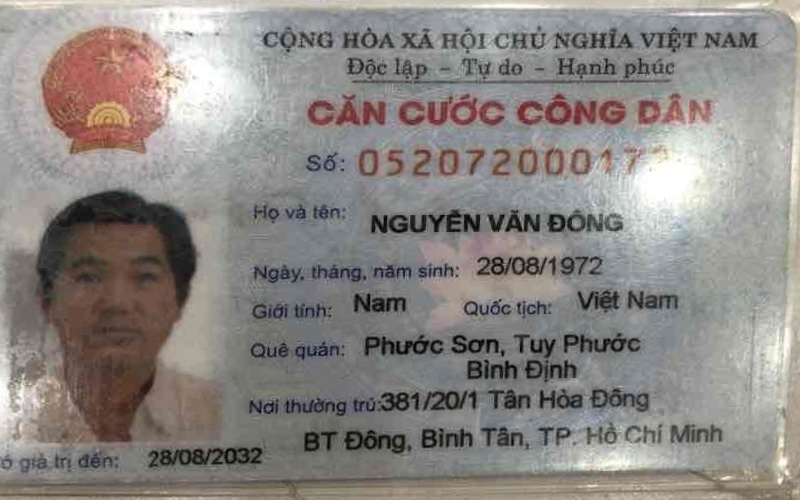 CỘNG HÒA XÃ HỘI CHỦ NGHĨA VIỆT NAM
Độc lập – Tự do – Hạnh phúc
CĂN CƯỚC CÔNG DÂN
Số:
Họ và tên: NGUYỄN VĂN ĐÔNG
Ngày, tháng, năm sinh: 28/08/1972
Giới tính: Nam Quốc tịch: Việt Nam
Quê quán: Phước Sơn, Tuy Phước
Bình Định
Nơi thường trú: 381/20/1 Tân Hòa Đông
BT Đông, Bình Tân, TP. Hồ Chí Minh
giá trị đến: 28/08/2032